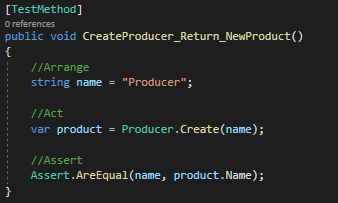 [TestMethod]
0 references
public void CreateProducer_Return_NewProduct()
{
//Arrange
string name = "Producer";
//Act
var product = Producer.Create(name);
//Assert
Assert.AreEqual(name, product.Name);
}